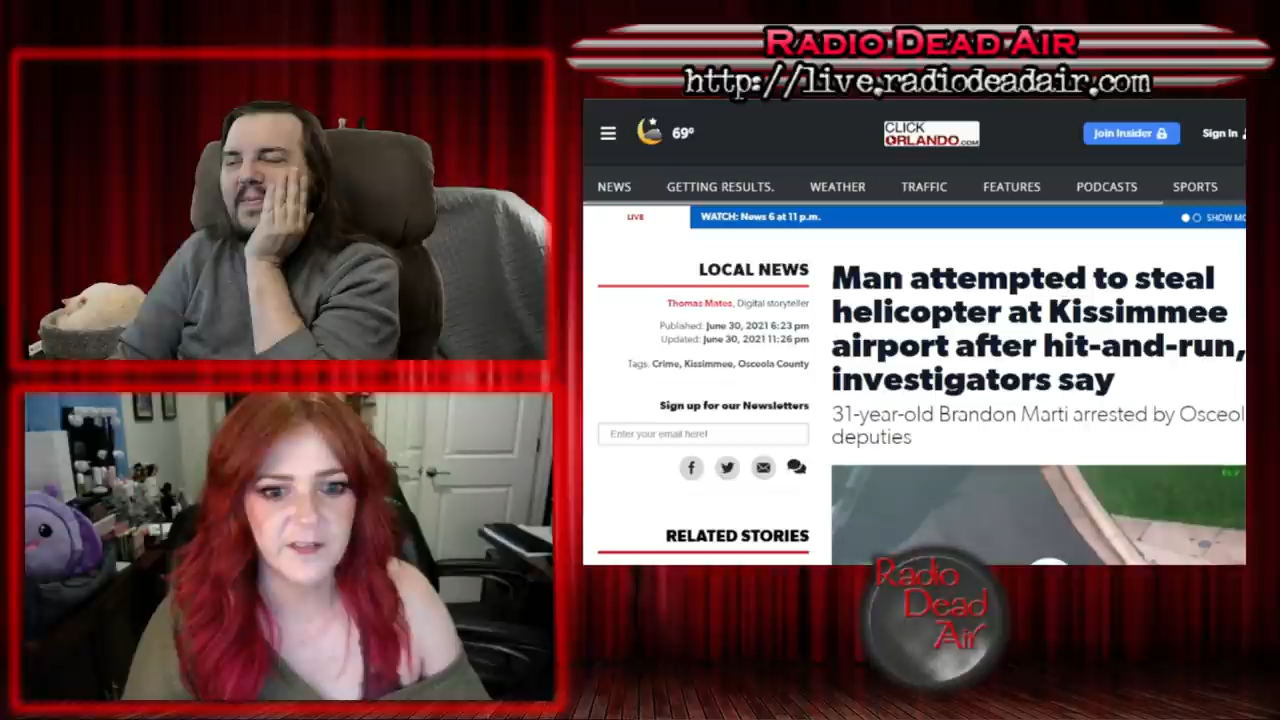 Radio Dead Air
http://live.radiodeadair.com
69°
CLICK
ORLANDO.COM
Join Insider
Sign In
NEWS
GETTING RESULTS.
WEATHER
TRAFFIC
FEATURES
PODCASTS
SPORTS
LIVE
WATCH: News 6 at 11 p.m.
SHOW MO
LOCAL NEWS
Thomas Mates, Digital storyteller
Published: June 30, 2021 6:23 pm
Updated: June 30, 2021 11:26 pm
Tags: Crime, Kissimmee, Osceola County
Sign up for our Newsletters
Enter your email here!
RELATED STORIES
Man attempted to steal
helicopter at Kissimmee
airport after hit-and-run,
investigators say
31-year-old Brandon Marti arrested by Osceol
deputies
Radio
Dead
Air